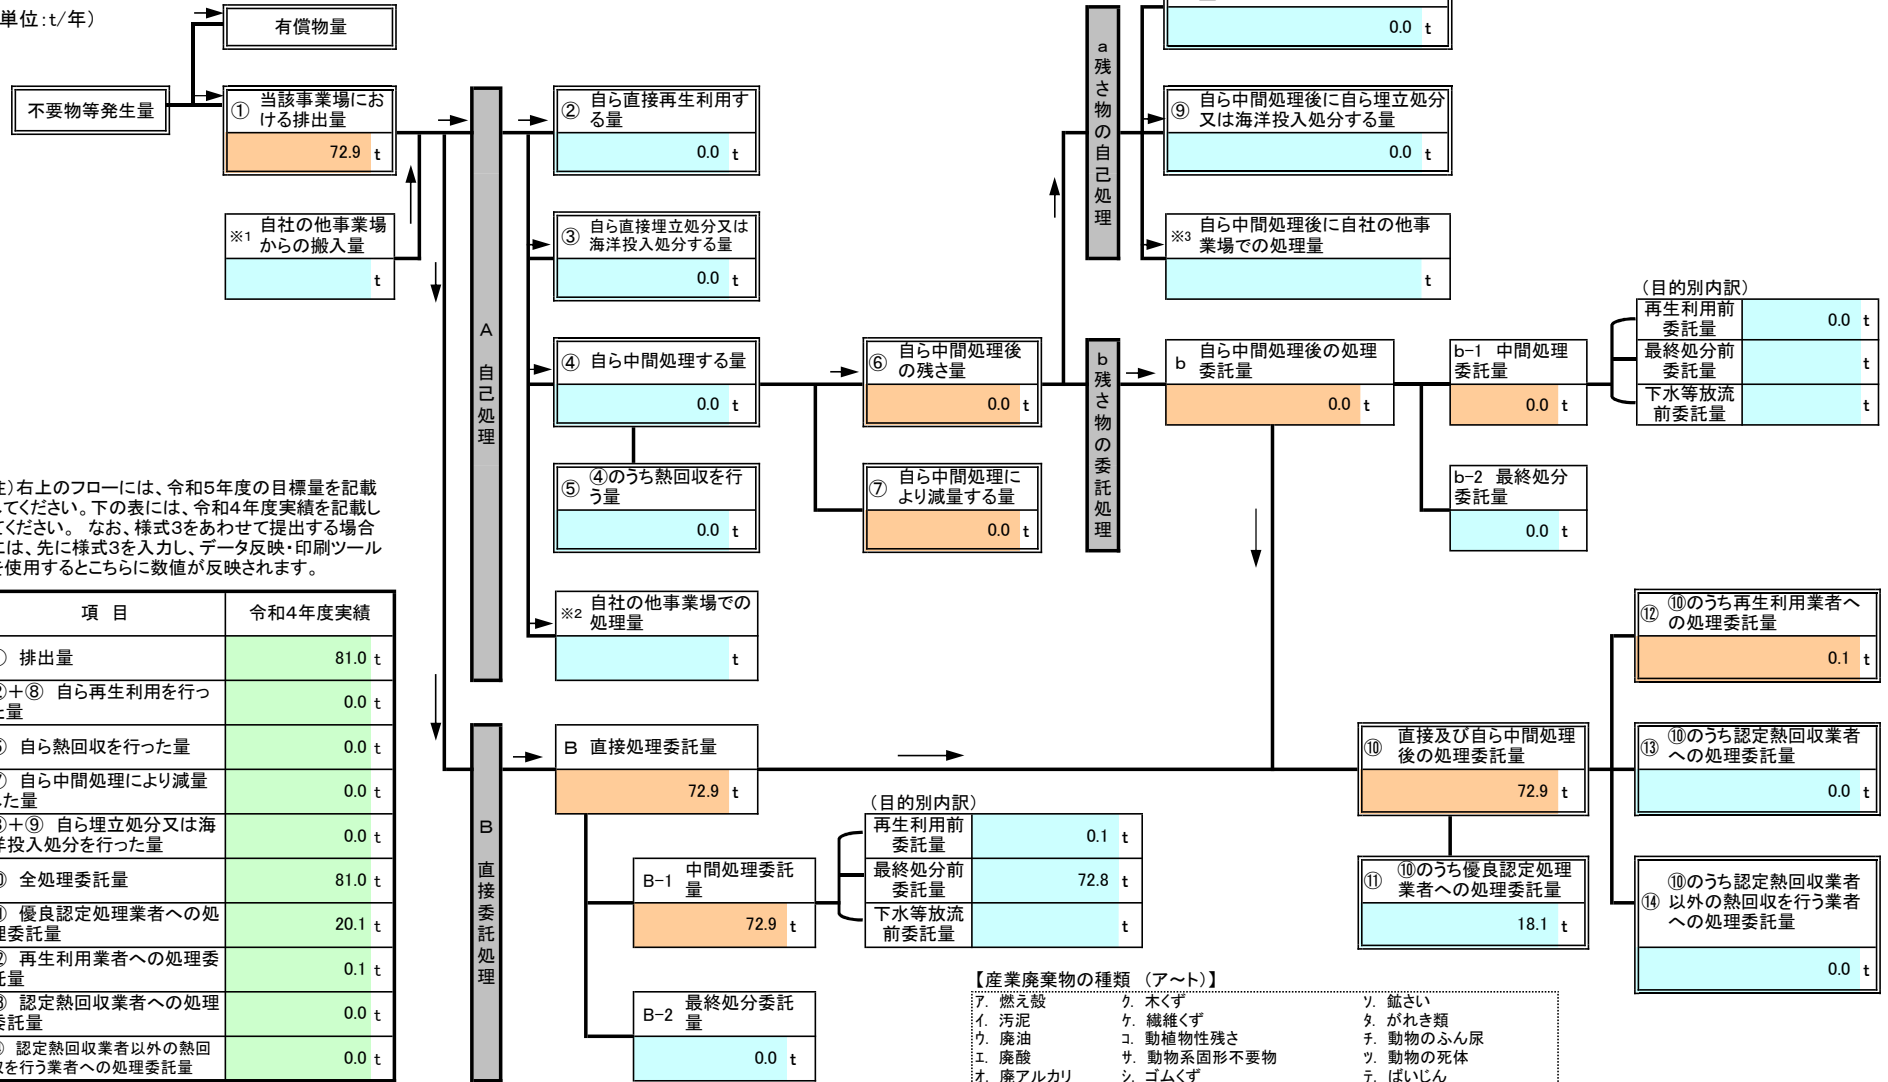 単位:t/年）
有償物量
不要物等発生量
① 当該事業場にお
ける排出量
72.9 t
※1 自社の他事業場
からの搬入量
t
A 自己処理
② 自ら直接再生利用す
る量
0.0 t
③ 自ら直接埋立処分又は
海洋投入処分する量
0.0 t
④ 自ら中間処理する量
0.0 t
⑤ ④のうち熱回収を行
う量
0.0 t
※2 自社の他事業場での
処理量
t
⑥ 自ら中間処理後
の残さ量
0.0 t
⑦ 自ら中間処理に
より減量する量
0.0 t
a 残さ物の自己処理
0.0 t
⑨ 自ら中間処理後に自ら埋立処分
又は海洋投入処分する量
0.0 t
※3 自ら中間処理後に自社の他事
業場での処理量
t
b 残さ物の委託処理
b 自ら中間処理後の処理
委託量
0.0 t
b-1 中間処理
委託量
0.0 t
b-2 最終処分
委託量
0.0 t
（目的別内訳）
再生利用前
委託量
0.0 t
最終処分前
委託量
t
下水等放流
前委託量
t
注）右上のフローには、令和5年度の目標量を記載
してください。下の表には、令和4年度実績を記載し
てください。 なお、様式3をあわせて提出する場合
には、先に様式3を入力し、データ反映・印刷ツール
を使用するとこちらに数値が反映されます。
項 目 令和4年度実績
① 排出量 81.0 t
②＋⑧ 自ら再生利用を行っ
た量 0.0 t
⑤ 自ら熱回収を行った量 0.0 t
⑦ 自ら中間処理により減量
した量 0.0 t
③＋⑨ 自ら埋立処分又は海
洋投入処分を行った量 0.0 t
⑩ 全処理委託量 81.0 t
⑪ 優良認定処理業者への処
理委託量 20.1 t
⑫ 再生利用業者への処理委
託量 0.1 t
⑬ 認定熱回収業者への処理
委託量 0.0 t
⑭ 認定熱回収業者以外の熱回
収を行う業者への処理委託量 0.0 t
B 直接委託処理
B 直接処理委託量
72.9 t
B-1 中間処理委託
量
72.9 t
B-2 最終処分委託
量
0.0 t
（目的別内訳）
再生利用前
委託量
0.1 t
最終処分前
委託量
72.8 t
下水等放流
前委託量
t
⑩ 直接及び自ら中間処理
後の処理委託量
72.9 t
⑪ ⑩のうち優良認定処理
業者への処理委託量
18.1 t
⑫ ⑩のうち再生利用業者へ
の処理委託量
0.1 t
⑬ ⑩のうち認定熱回収業者
への処理委託量
0.0 t
⑭ ⑩のうち認定熱回収業者
以外の熱回収を行う業者
への処理委託量
0.0 t
【産業廃棄物の種類 （ア～ト）】
ｱ. 燃え殻 ｸ. 木くず ｿ. 鉱さい
ｲ. 汚泥 ｹ. 繊維くず ﾀ. がれき類
ｳ. 廃油 ｺ. 動植物性残さ ﾁ. 動物のふん尿
ｴ. 廃酸 ｻ. 動物系固形不要物 ﾂ. 動物の死体
ｵ. 廃アルカリ ｼ. ゴムくず ﾃ. ばいじん